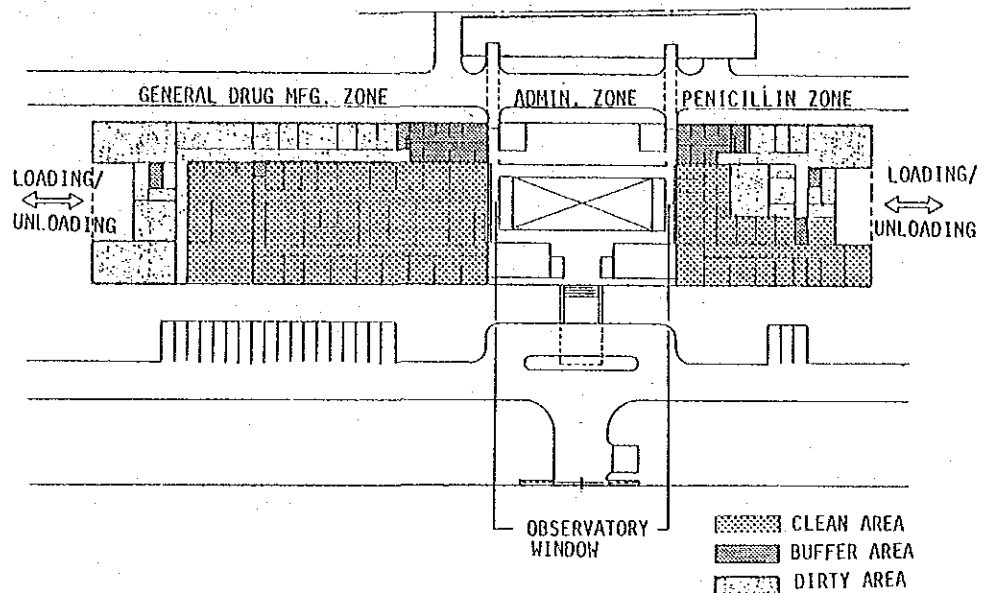 GENERAL DRUG MFG. ZONE
ADMIN. ZONE
PENICILLIN ZONE
LOADING/
UNLOADING
LOADING/
UNLOADING
OBSERVATORY
WINDOW
CLEAN AREA
BUFFER AREA
DIRTY AREA